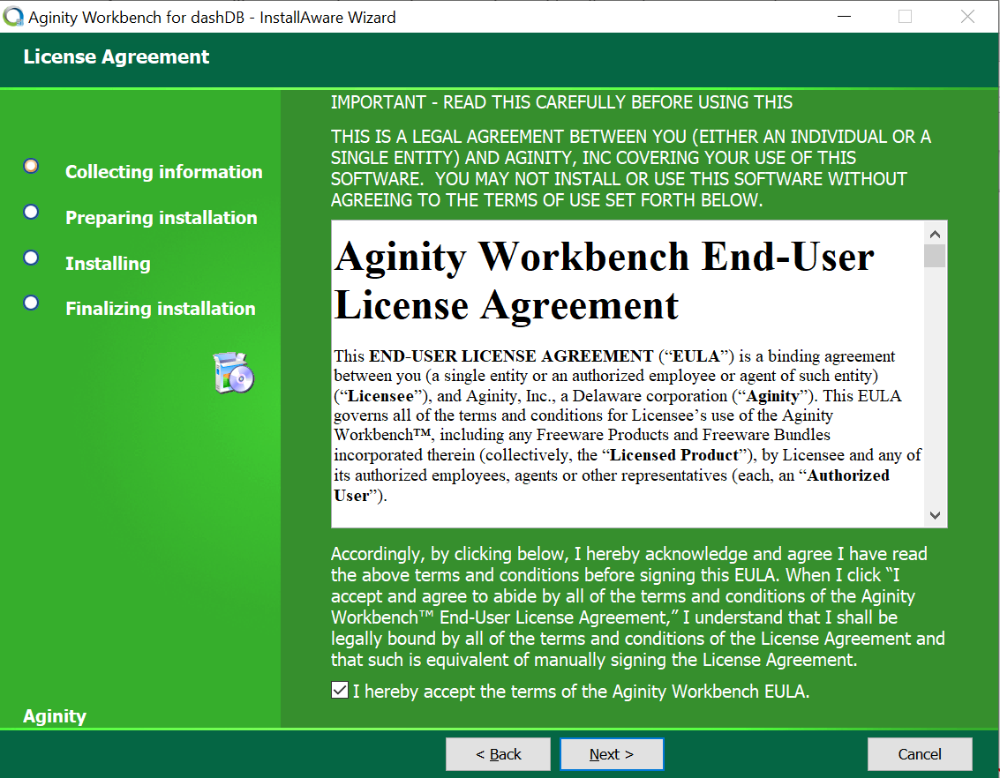 Aginity Workbench for dashDB - InstallAware Wizard
License Agreement
Collecting information
Preparing installation
Installing
Finalizing installation
Aginity
IMPORTANT - READ THIS CAREFULLY BEFORE USING THIS
THIS IS A LEGAL AGREEMENT BETWEEN YOU (EITHER AN INDIVIDUAL OR A
SINGLE ENTITY) AND AGINITY, INC COVERING YOUR USE OF THIS
SOFTWARE.  YOU MAY NOT INSTALL OR USE THIS SOFTWARE WITHOUT
AGREEING TO THE TERMS OF USE SET FORTH BELOW.
Aginity Workbench End-User
License Agreement
This END-USER LICENSE AGREEMENT (“EULA”) is a binding agreement
between you (a single entity or an authorized employee or agent of such entity)
(“Licensee”), and Aginity, Inc., a Delaware corporation (“Aginity”). This EULA
governs all of the terms and conditions for Licensee’s use of the Aginity
Workbench™, including any Freeware Products and Freeware Bundles
incorporated therein (collectively, the “Licensed Product”), by Licensee and any of
its authorized employees, agents or other representatives (each, an “Authorized
User”).
Accordingly, by clicking below, I hereby acknowledge and agree I have read
the above terms and conditions before signing this EULA. When I click “I
accept and agree to abide by all of the terms and conditions of the Aginity
Workbench™ End-User License Agreement,” I understand that I shall be
legally bound by all of the terms and conditions of the License Agreement and
that such is equivalent of manually signing the License Agreement.
I hereby accept the terms of the Aginity Workbench EULA.
< Back
Next >
Cancel